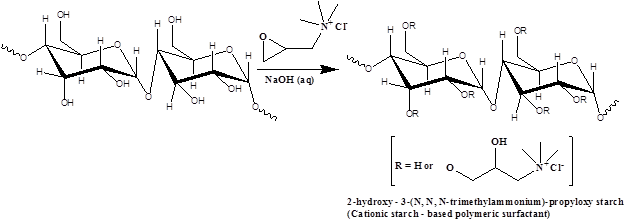 OH
OH
H
H
H
H
O
O
O
H
H
OH
OH
H
OH
H
O
H
H
OH
OH
H
O
O
N+Cl-
NaOH (aq)
OR
OR
H
H
H
H
O
O
O
H
H
OR
OR
H
OR
H
O
H
H
OR
OR
H
O
R = H or
OH
O
N+Cl-
2-hydroxy - 3-(N, N, N-trimethylammonium)-propyloxy starch
(Cationic starch - based polymeric surfactant)